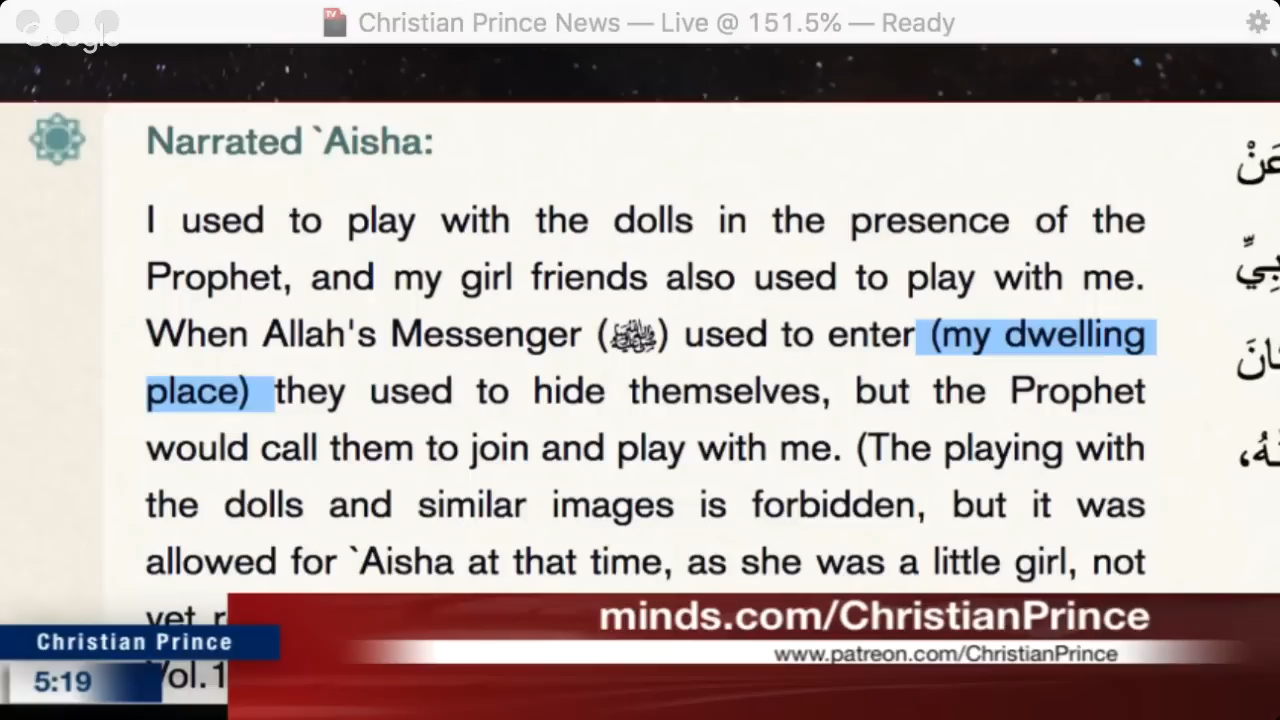 Christian Prince News — Live @ 151.5% — Ready
Google
Narrated `Aisha:
I used to play with the dolls in the presence of the
Prophet, and my girl friends also used to play with me.
When Allah's Messenger (ﷺ) used to enter (my dwelling
place) they used to hide themselves, but the Prophet
would call them to join and play with me. (The playing with
the dolls and similar images is forbidden, but it was
allowed for `Aisha at that time, as she was a little girl, not
yet r
Vol.1
عَنْ
minds.com/ChristianPrince
www.patreon.com/ChristianPrince
Christian Prince
5:19